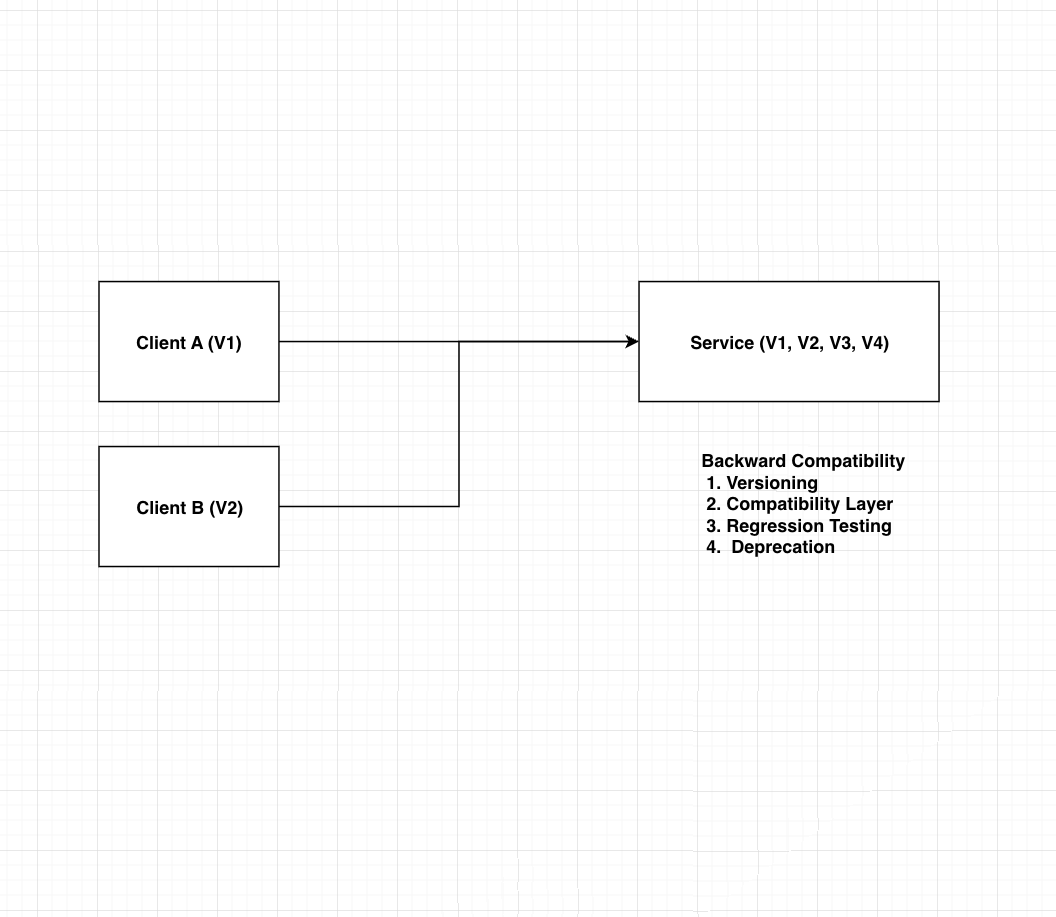 Client A (V1)
Service (V1, V2, V3, V4)
Client B (V2)
Backward Compatibility
1. Versioning
2. Compatibility Layer
3. Regression Testing
4.  Deprecation